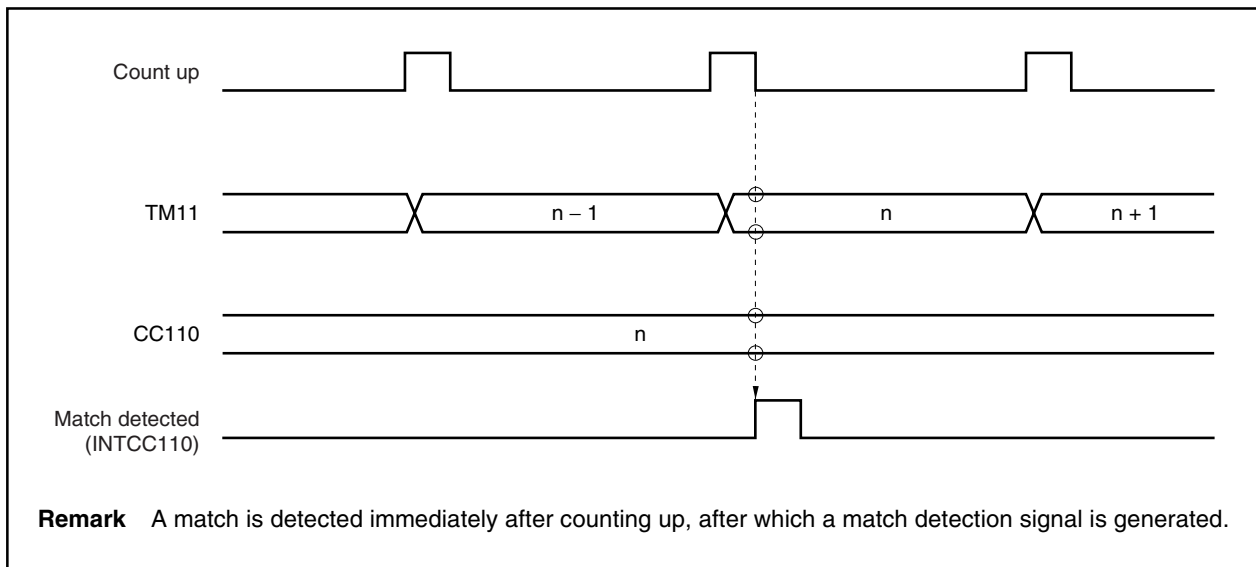 Count up
TM11
n – 1
n
n + 1
CC110
n
Match detected
(INTCC110)
Remark A match is detected immediately after counting up, after which a match detection signal is generated.